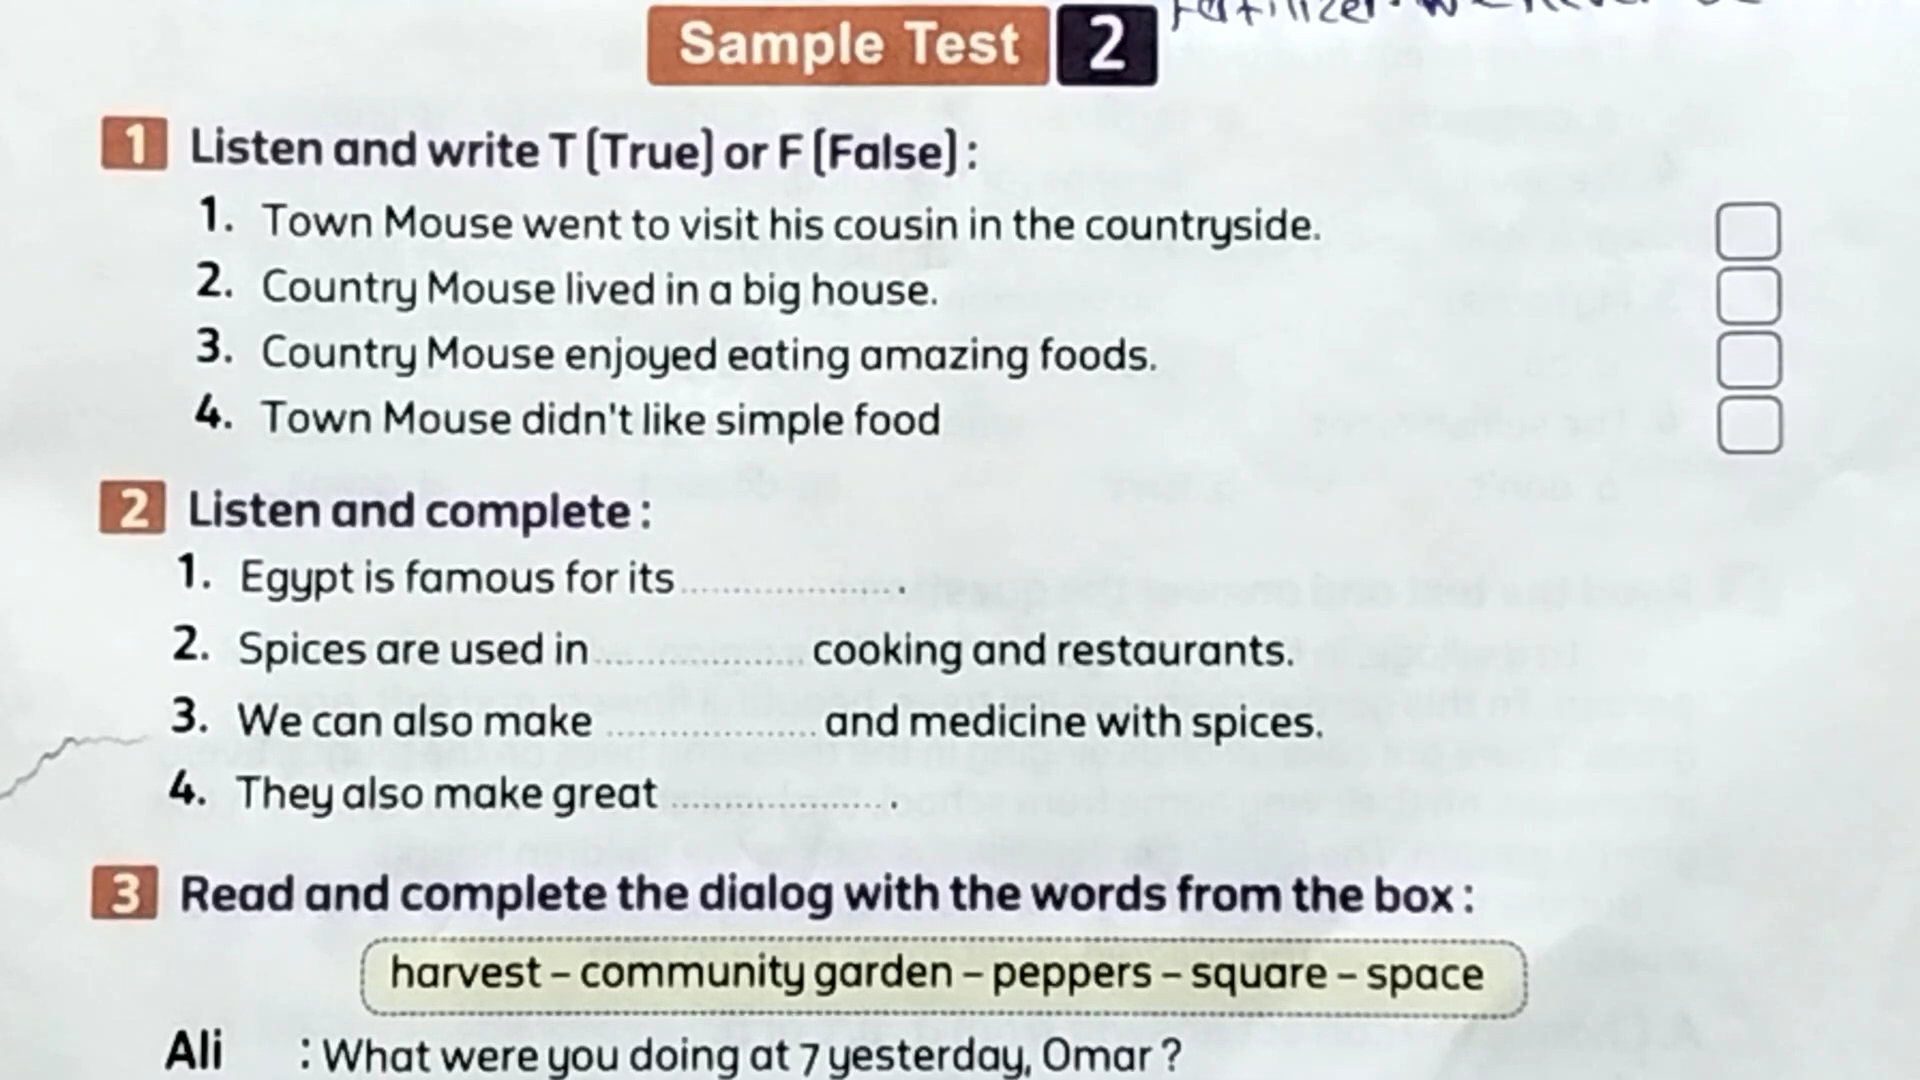 Sample Test 2
1 Listen and write T (True) or F (False) :
1. Town Mouse went to visit his cousin in the countryside.
2. Country Mouse lived in a big house.
3. Country Mouse enjoyed eating amazing foods.
4. Town Mouse didn't like simple food
2 Listen and complete :
1. Egypt is famous for its .................... .
2. Spices are used in .................... cooking and restaurants.
3. We can also make .................... and medicine with spices.
4. They also make great .................... .
3 Read and complete the dialog with the words from the box :
harvest – community garden – peppers – square – space
Ali : What were you doing at 7 yesterday, Omar ?